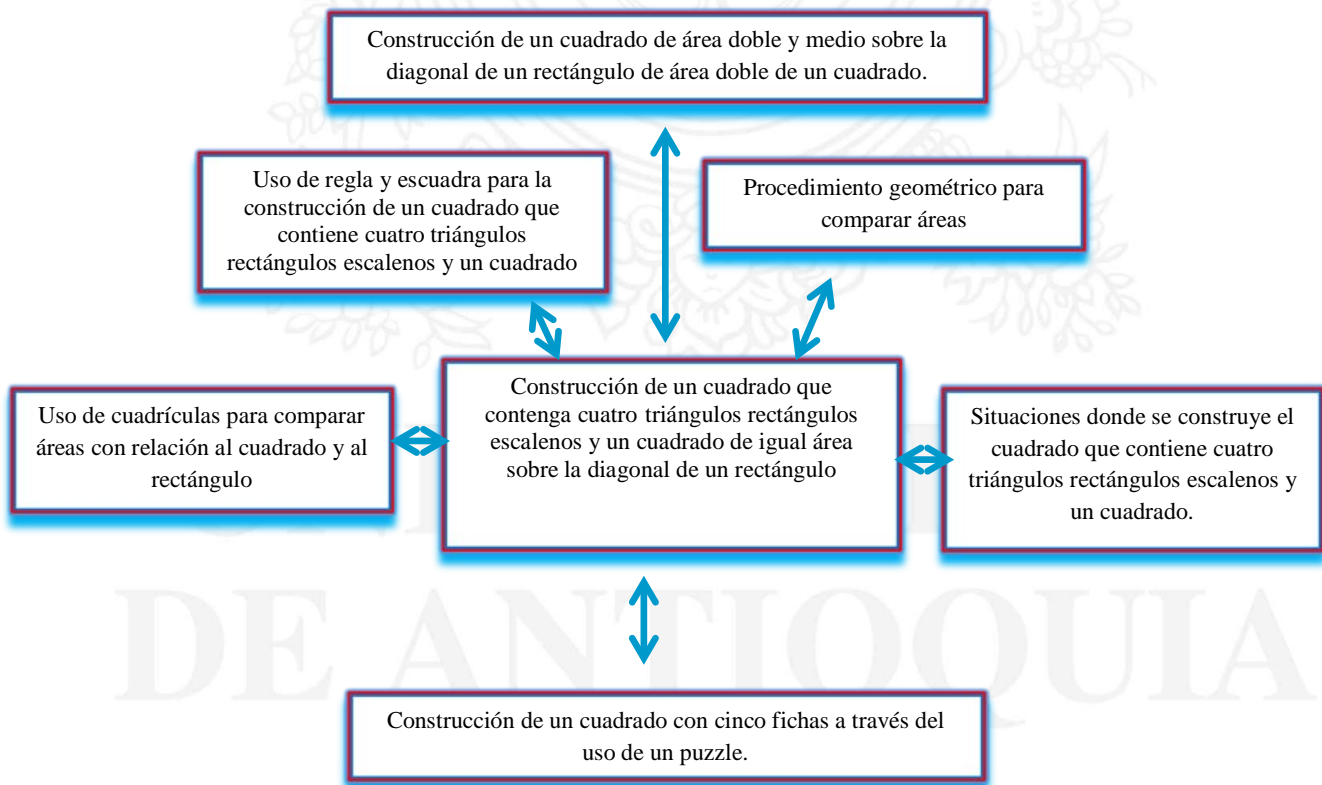 Construcción de un cuadrado de área doble y medio sobre la
diagonal de un rectángulo de área doble de un cuadrado.
Uso de regla y escuadra para la
construcción de un cuadrado que
contiene cuatro triángulos
rectángulos escalenos y un cuadrado
Procedimiento geométrico para
comparar áreas
Uso de cuadrículas para comparar
áreas con relación al cuadrado y al
rectángulo
Construcción de un cuadrado que
contenga cuatro triángulos rectángulos
escalenos y un cuadrado de igual área
sobre la diagonal de un rectángulo
Situaciones donde se construye el
cuadrado que contiene cuatro
triángulos rectángulos escalenos y
un cuadrado.
DE ANTIOQUIA
Construcción de un cuadrado con cinco fichas a través del
uso de un puzzle.